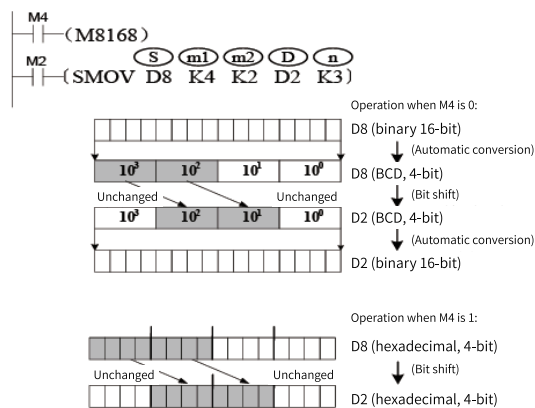 M4
(M8168)
M2
S m1 m2 D n
(SMOV D8 K4 K2 D2 K3)
Operation when M4 is 0:
D8 (binary 16-bit)
(Automatic conversion)
10³ 10² 10¹ 10⁰
D8 (BCD, 4-bit)
Unchanged Unchanged
(Bit shift)
10³ 10² 10¹ 10⁰
D2 (BCD, 4-bit)
(Automatic conversion)
D2 (binary 16-bit)
Operation when M4 is 1:
D8 (hexadecimal, 4-bit)
Unchanged Unchanged
(Bit shift)
D2 (hexadecimal, 4-bit)